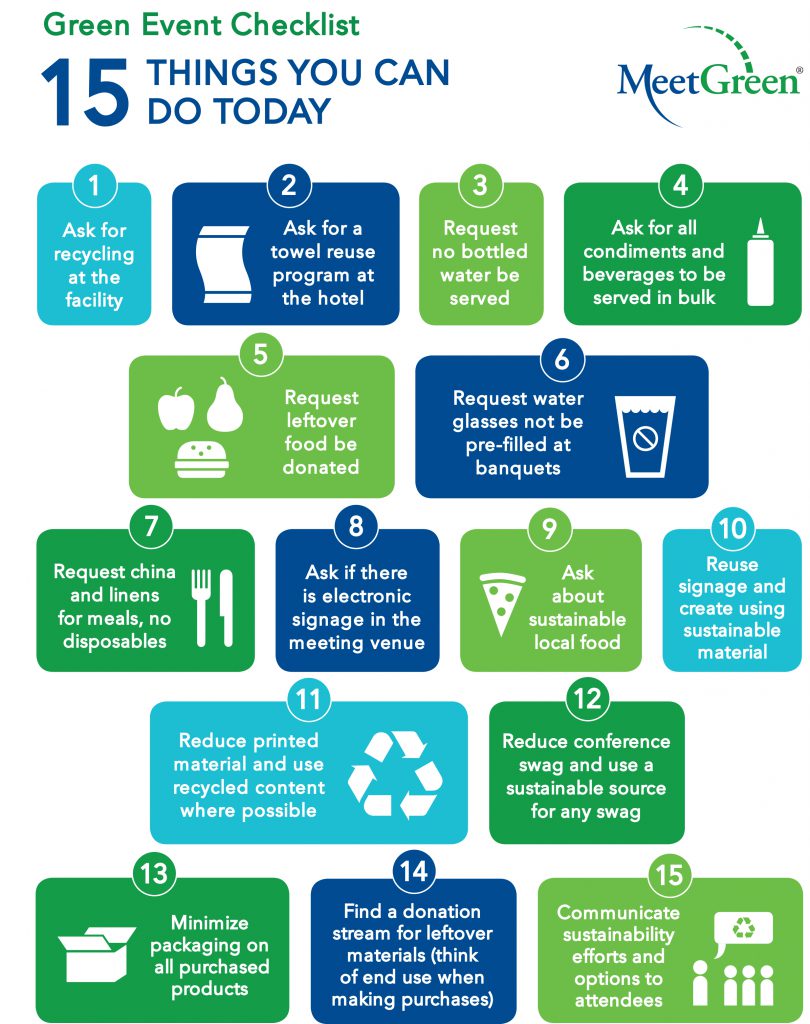 Green Event Checklist
15 THINGS YOU CAN
DO TODAY
MeetGreen®
1
Ask for
recycling
at the
facility
2
Ask for a
towel reuse
program at
the hotel
3
Request
no bottled
water be
served
4
Ask for all
condiments and
beverages to be
served in bulk
5
Request
leftover
food be
donated
6
Request water
glasses not be
pre-filled at
banquets
7
Request china
and linens
for meals, no
disposables
8
Ask if there
is electronic
signage in the
meeting venue
9
Ask
about
sustainable
local food
10
Reuse
signage and
create using
sustainable
material
11
Reduce printed
material and use
recycled content
where possible
12
Reduce conference
swag and use a
sustainable source
for any swag
13
Minimize
packaging on
all purchased
products
14
Find a donation
stream for leftover
materials (think
of end use when
making purchases)
15
Communicate
sustainability
efforts and
options to
attendees